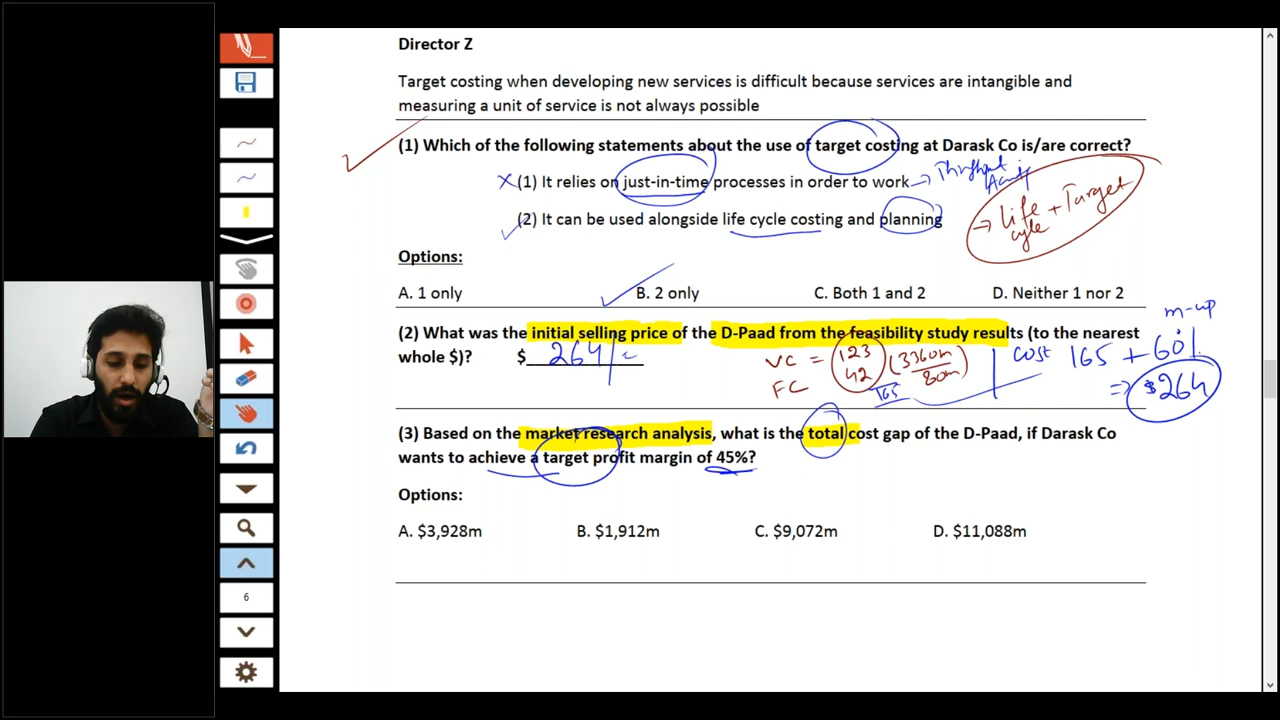 Director Z
Target costing when developing new services is difficult because services are intangible and
measuring a unit of service is not always possible
(1) Which of the following statements about the use of target costing at Darask Co is/are correct?
X (1) It relies on just-in-time processes in order to work →
(2) It can be used alongside life cycle costing and planning
→ Life cycle + Target
Options:
A. 1 only B. 2 only C. Both 1 and 2 D. Neither 1 nor 2
m-up
(2) What was the initial selling price of the D-Paad from the feasibility study results (to the nearest
whole $)? $ 264
VC = 123
FC 42 (3360m/80m)
165
cost 165 + 60%
⇒ $264
(3) Based on the market research analysis, what is the total cost gap of the D-Paad, if Darask Co
wants to achieve a target profit margin of 45%?
Options:
A. $3,928m B. $1,912m C. $9,072m D. $11,088m
6